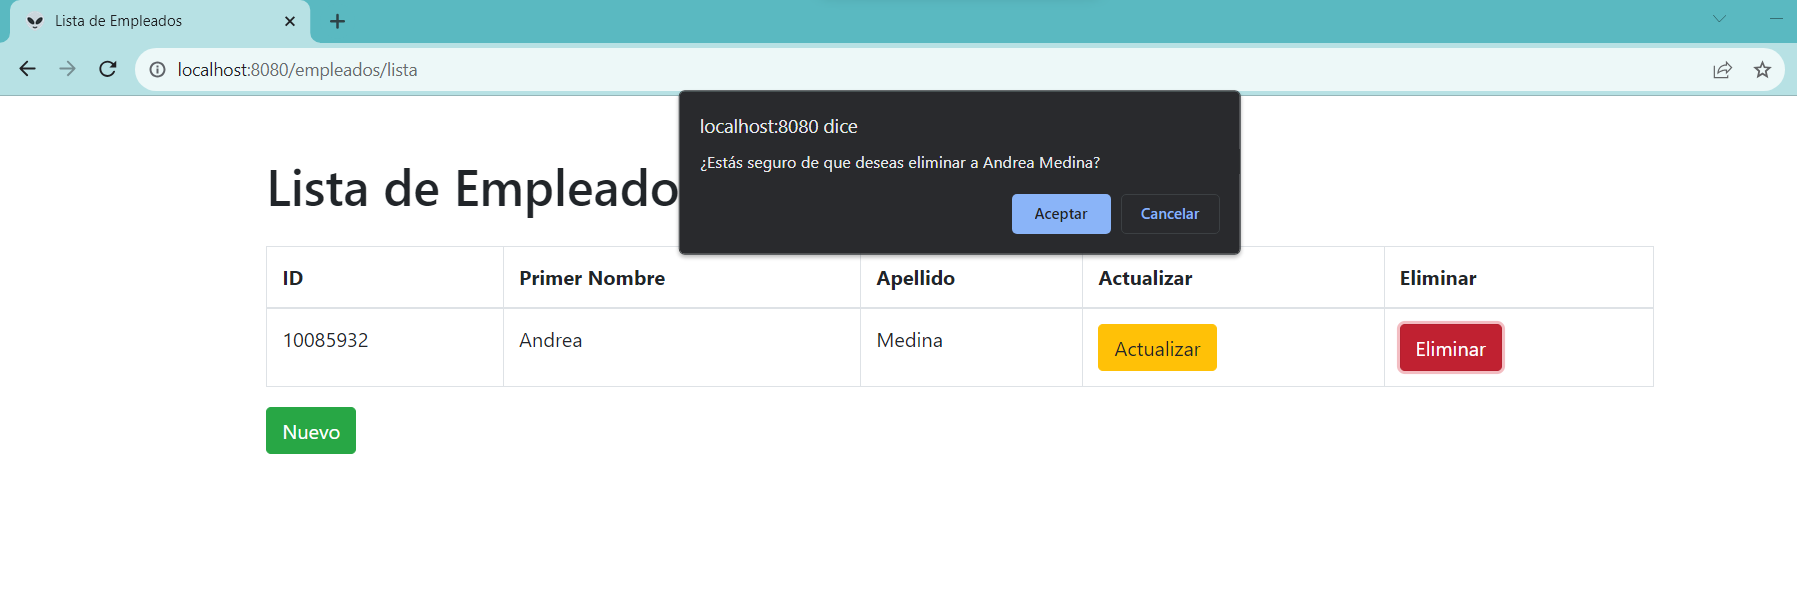 Lista de Empleados
localhost:8080/empleados/lista
localhost:8080 dice
¿Estás seguro de que deseas eliminar a Andrea Medina?
Aceptar Cancelar
Lista de Empleado
ID Primer Nombre Apellido Actualizar Eliminar
10085932 Andrea Medina Actualizar Eliminar
Nuevo